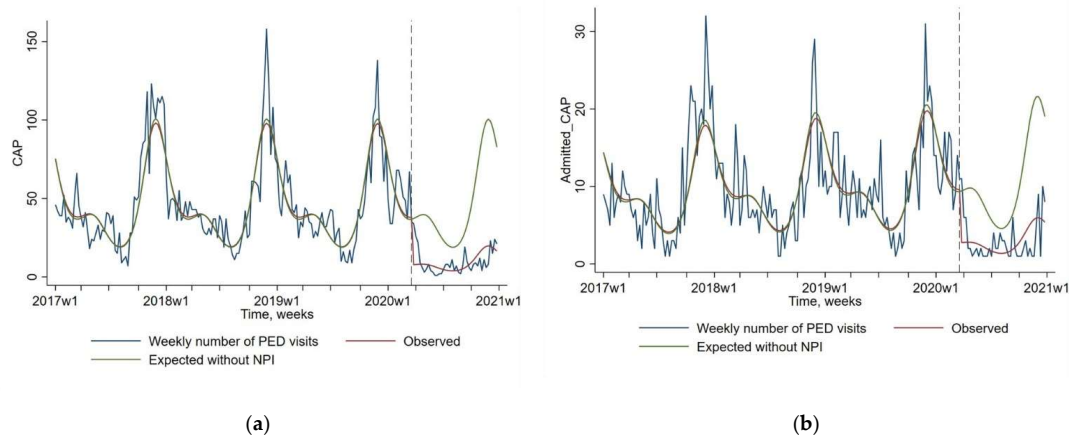 150
100
50
0
CAP
2017w1 2018w1 2019w1 2020w1 2021w1
Time, weeks
Weekly number of PED visits Observed
Expected without NPI
(a)
30
20
10
0
Admitted_CAP
2017w1 2018w1 2019w1 2020w1 2021w1
Time, weeks
Weekly number of PED visits Observed
Expected without NPI
(b)